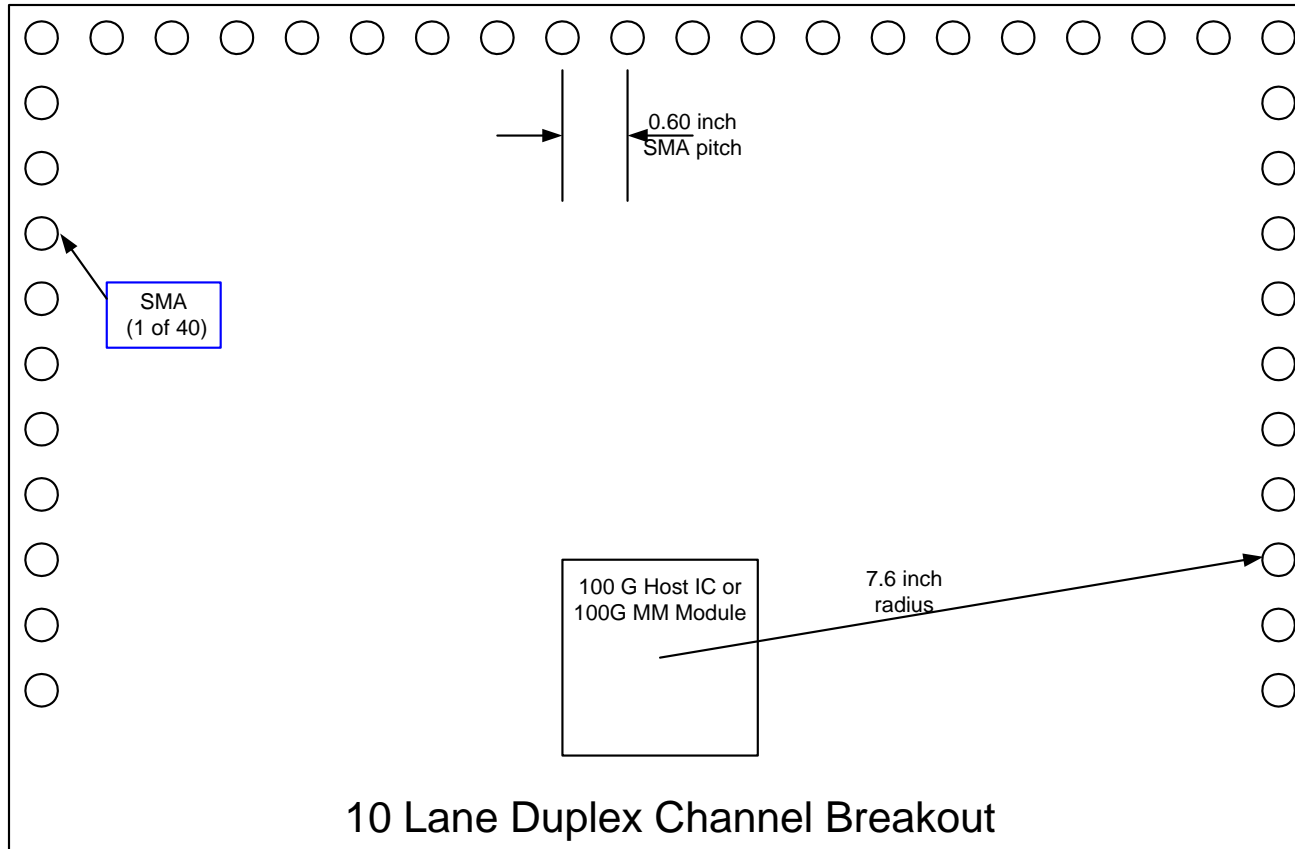 0.60 inch
SMA pitch
SMA
(1 of 40)
100 G Host IC or
100G MM Module
7.6 inch
radius
10 Lane Duplex Channel Breakout